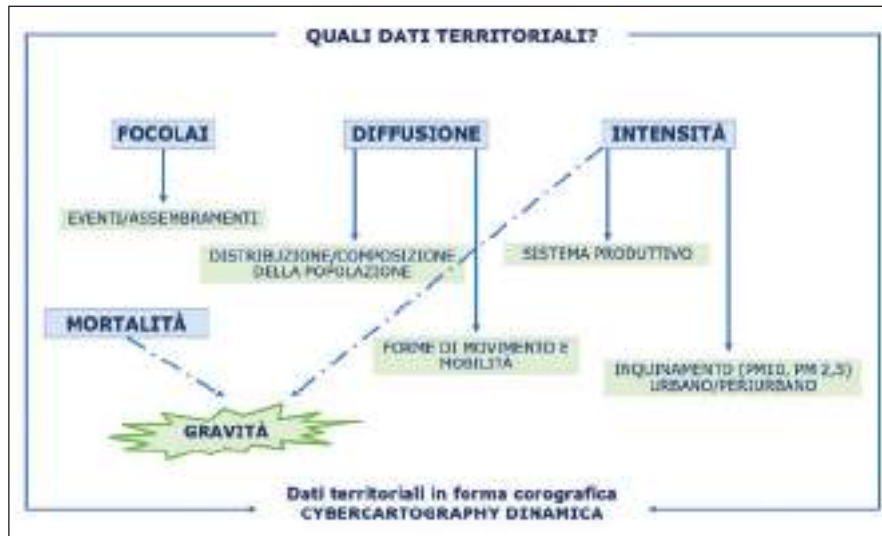 QUALI DATI TERRITORIALI?
FOCOLAI
DIFFUSIONE
INTENSITÀ
EVENTI/ASSEMBRAMENTI
DISTRIBUZIONE/COMPOSIZIONE
DELLA POPOLAZIONE
SISTEMA PRODUTTIVO
MORTALITÀ
FORME DI MOVIMENTO E
MOBILITÀ
INQUINAMENTO (PM10, PM 2,5)
URBANO/PERIURBANO
GRAVITÀ
Dati territoriali in forma corografica
CYBERCARTOGRAPHY DINAMICA